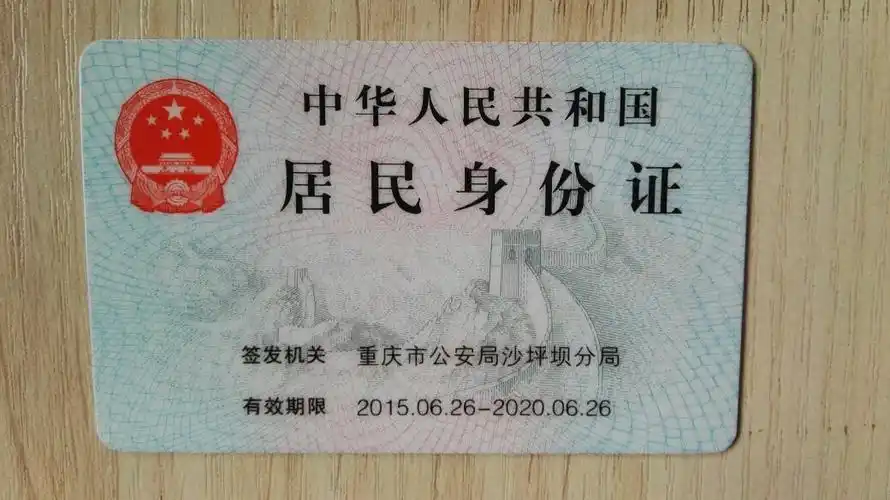 中华人民共和国
居民身份证
签发机关 重庆市公安局沙坪坝分局
有效期限 2015.06.26-2020.06.26